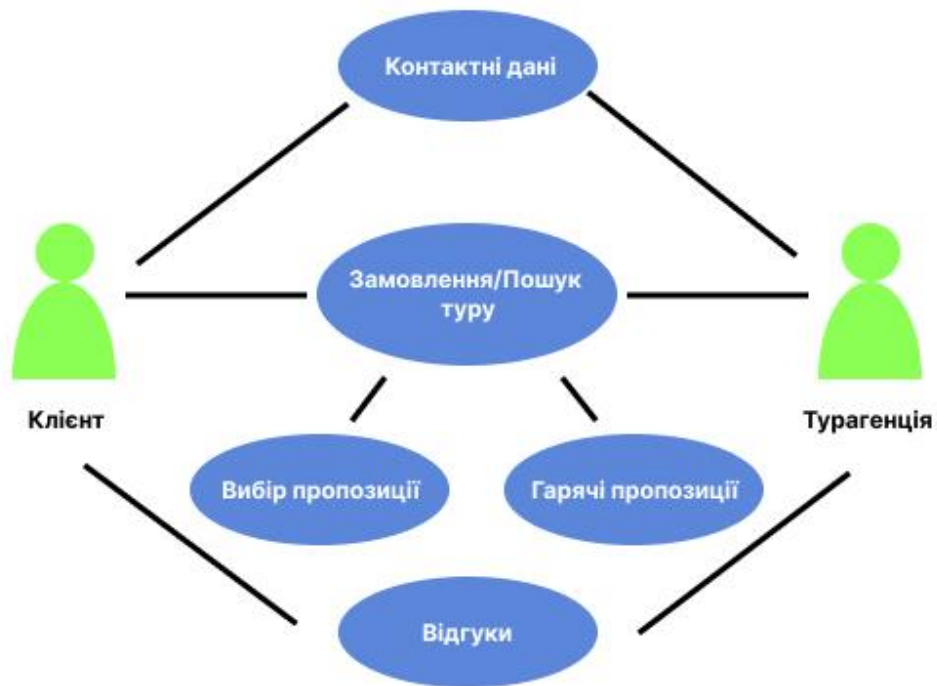 Контактні дані
Замовлення/Пошук
туру
Клієнт
Турагенція
Вибір пропозиції
Гарячі пропозиції
Відгуки